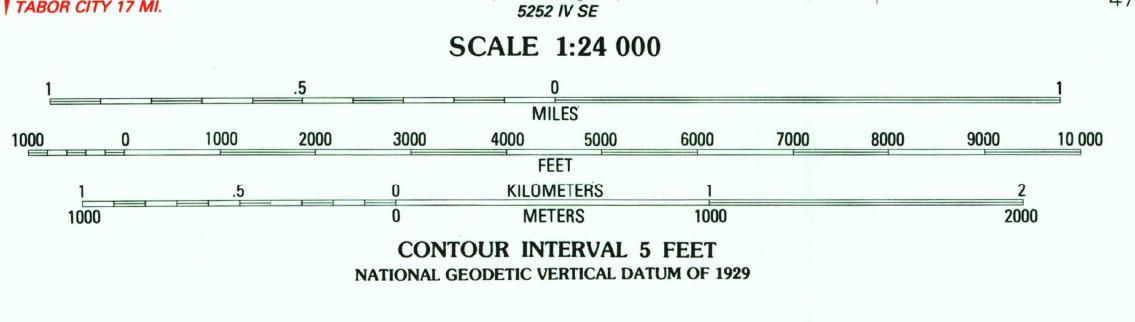 TABOR CITY 17 MI.
5252 IV SE
47
SCALE 1:24 000
1 .5 0 1
MILES
1000 0 1000 2000 3000 4000 5000 6000 7000 8000 9000 10 000
FEET
1 .5 0 KILOMETERS 1 2
1000 0 METERS 1000 2000
CONTOUR INTERVAL 5 FEET
NATIONAL GEODETIC VERTICAL DATUM OF 1929